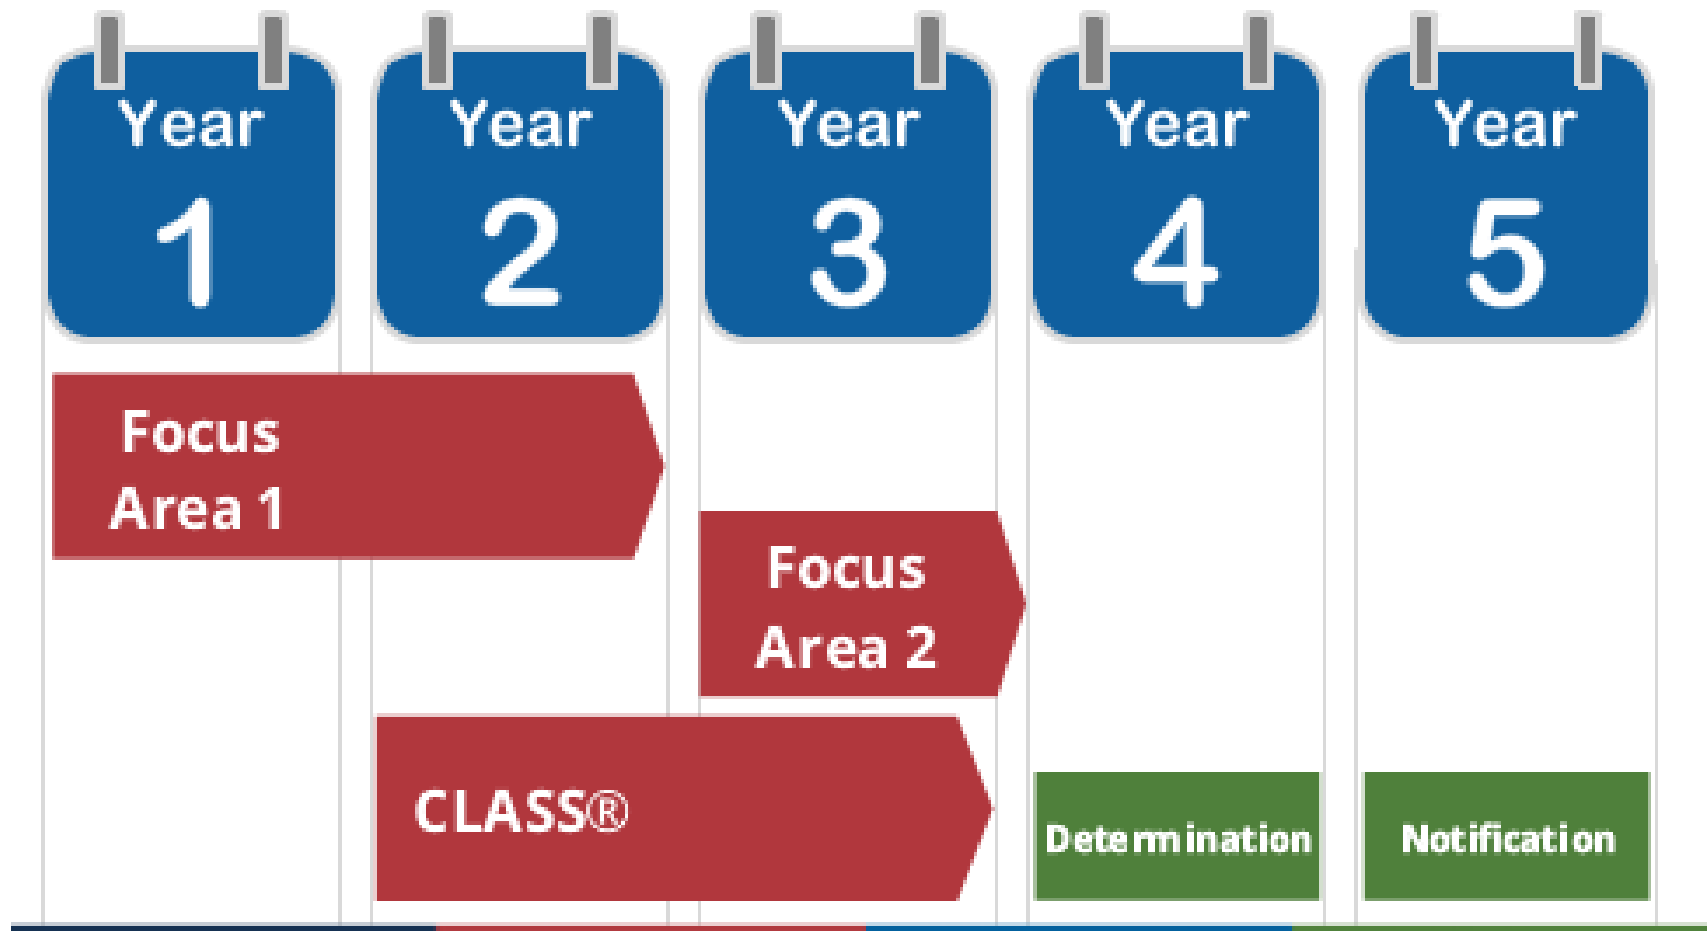 Year
1
Year
2
Year
3
Year
4
Year
5
Focus
Area 1
Focus
Area 2
CLASS®
Determination
Notification